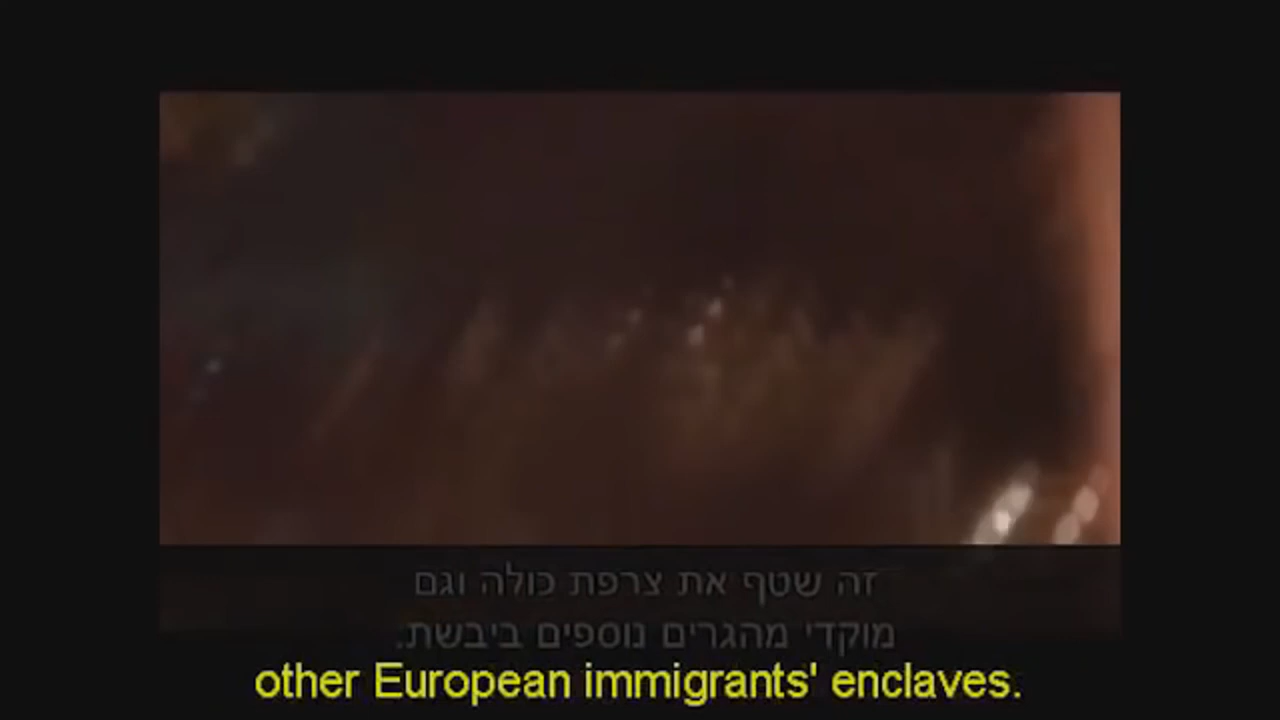 זה שטף את צרפת כולה וגם
מוקדי מהגרים נוספים ביבשת.
other European immigrants' enclaves.